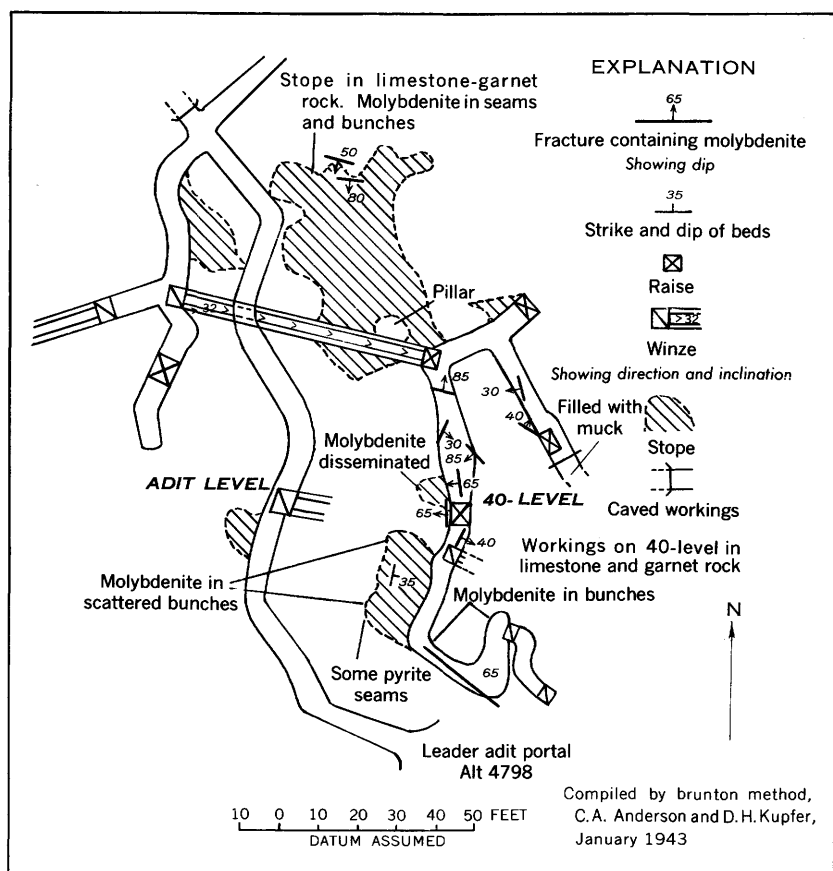 Stope in limestone-garnet
rock. Molybdenite in seams
and bunches
50
80
32
Pillar
85
30
40
30
85
Molybdenite
disseminated
65
65
40
ADIT LEVEL
40-LEVEL
Filled with
muck
Workings on 40-level in
limestone and garnet rock
Molybdenite in
scattered bunches
35
Molybdenite in bunches
Some pyrite
seams
65
Leader adit portal
Alt 4798
EXPLANATION
65
Fracture containing molybdenite
Showing dip
35
Strike and dip of beds
Raise
>32
Winze
Showing direction and inclination
Stope
Caved workings
N
10 0 10 20 30 40 50 FEET
DATUM ASSUMED
Compiled by brunton method,
C.A. Anderson and D.H. Kupfer,
January 1943